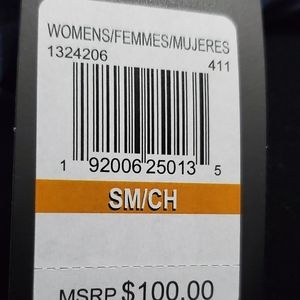 WOMENS/FEMMES/MUJERES
1324206 411
1 92006 25013 5
SM/CH
MSRP $100.00